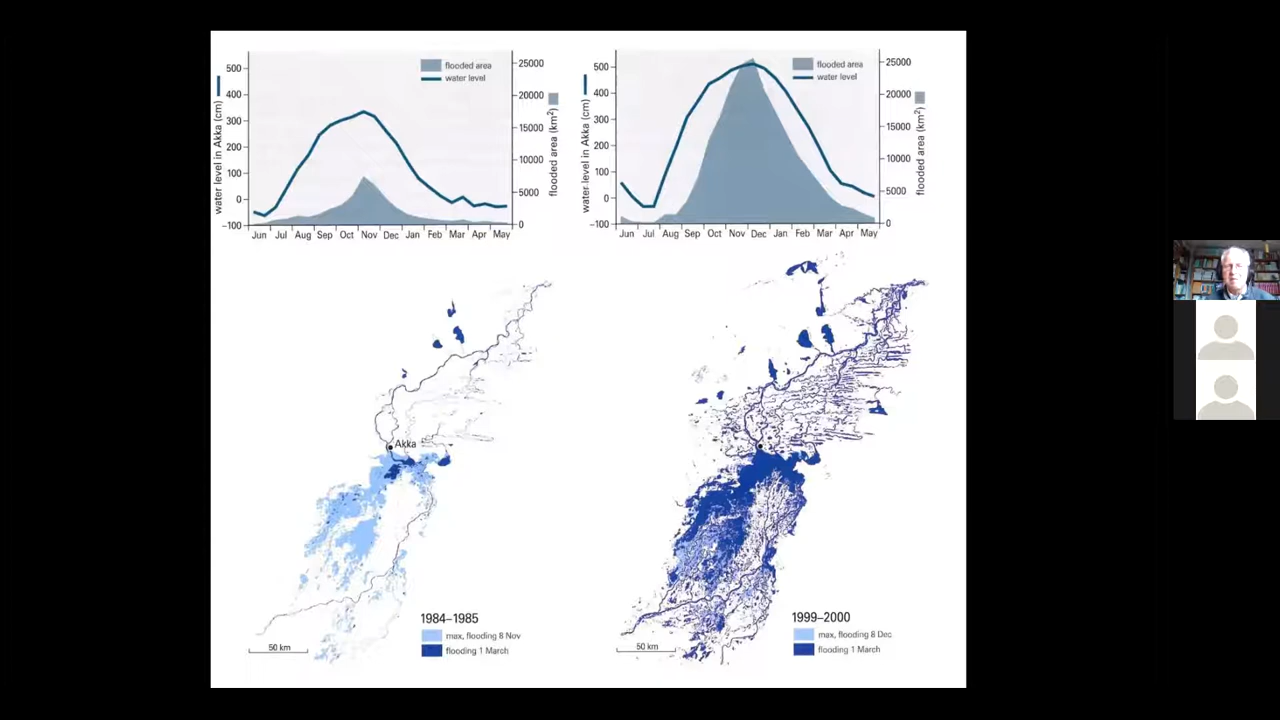 flooded area
water level
500
400
300
200
100
0
−100
water level in Akka (cm)
25000
20000
15000
10000
5000
0
flooded area (km²)
Jun Jul Aug Sep Oct Nov Dec Jan Feb Mar Apr May
flooded area
water level
500
400
300
200
100
0
−100
water level in Akka (cm)
25000
20000
15000
10000
5000
0
flooded area (km²)
Jun Jul Aug Sep Oct Nov Dec Jan Feb Mar Apr May
Akka
1984–1985
max, flooding 8 Nov
flooding 1 March
50 km
1999–2000
max, flooding 8 Dec
flooding 1 March
50 km